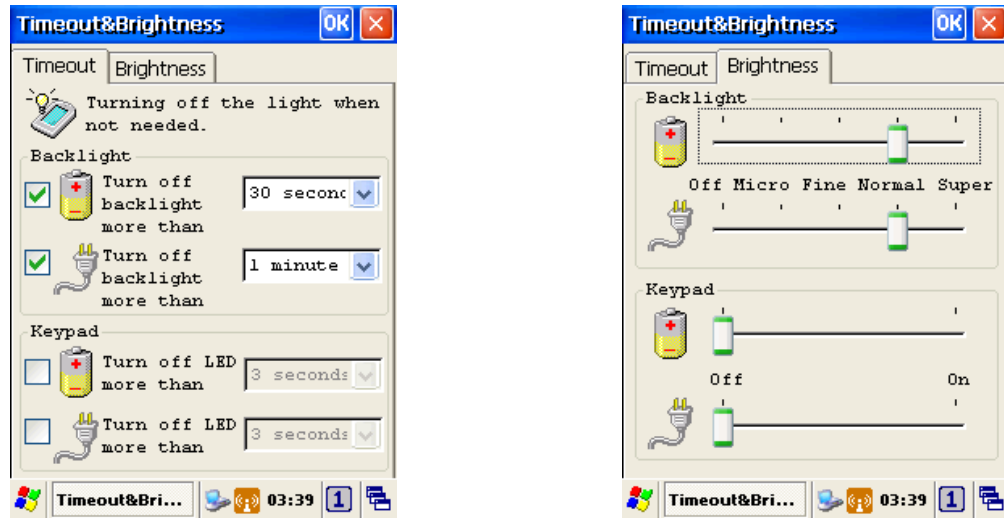 Timeout&Brightness OK
Timeout Brightness
Turning off the light when
not needed.
Backlight
Turn off
backlight
more than
30 second
Turn off
backlight
more than
1 minute
Keypad
Turn off LED
more than
3 seconds
Turn off LED
more than
3 seconds
Timeout&Bri... 03:39 1
Timeout&Brightness OK
Timeout Brightness
Backlight
Off Micro Fine Normal Super
Keypad
Off On
Timeout&Bri... 03:39 1